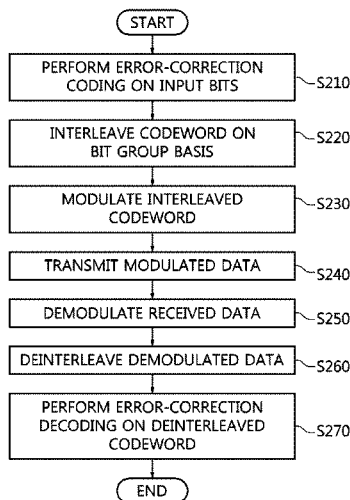 START
PERFORM ERROR-CORRECTION
CODING ON INPUT BITS
S210
INTERLEAVE CODEWORD ON
BIT GROUP BASIS
S220
MODULATE INTERLEAVED
CODEWORD
S230
TRANSMIT MODULATED DATA
S240
DEMODULATE RECEIVED DATA
S250
DEINTERLEAVE DEMODULATED DATA
S260
PERFORM ERROR-CORRECTION
DECODING ON DEINTERLEAVED
CODEWORD
S270
END